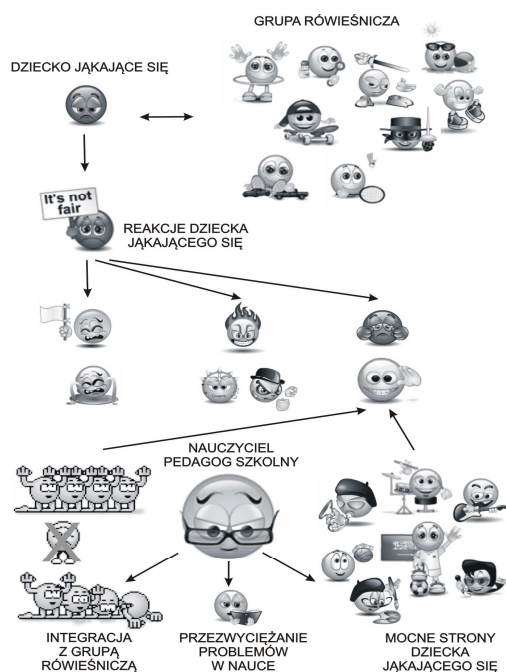 GRUPA RÓWIEŚNICZA
DZIECKO JĄKAJĄCE SIĘ
It's not
fair
REAKCJE DZIECKA
JĄKAJĄCEGO SIĘ
NAUCZYCIEL
PEDAGOG SZKOLNY
INTEGRACJA
Z GRUPĄ
RÓWIEŚNICZĄ
PRZEZWYCIĘŻANIE
PROBLEMÓW
W NAUCE
MOCNE STRONY
DZIECKA
JĄKAJĄCEGO SIĘ